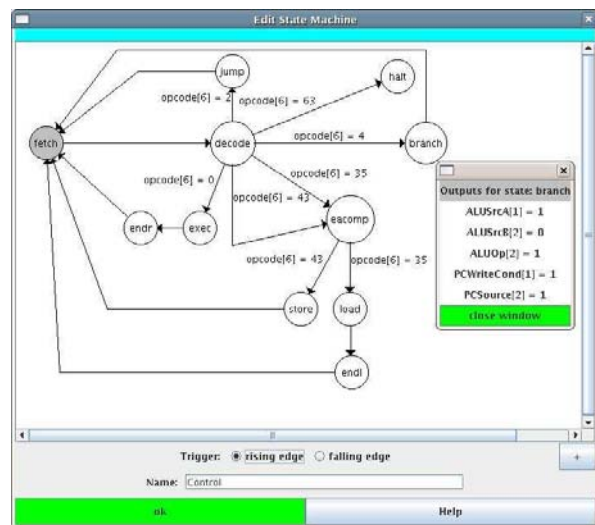 Edit State Machine
jump
halt
opcode[6] = 2
opcode[6] = 63
fetch
decode
opcode[6] = 4
branch
opcode[6] = 0
opcode[6] = 35
opcode[6] = 43
endr
exec
eacomp
opcode[6] = 43
opcode[6] = 35
store
load
endl
Outputs for state: branch
ALUSrcA[1] = 1
ALUSrcB[2] = 0
ALUOp[2] = 1
PCWriteCond[1] = 1
PCSource[2] = 1
close window
Trigger: rising edge falling edge
+
Name: Control
ok
Help